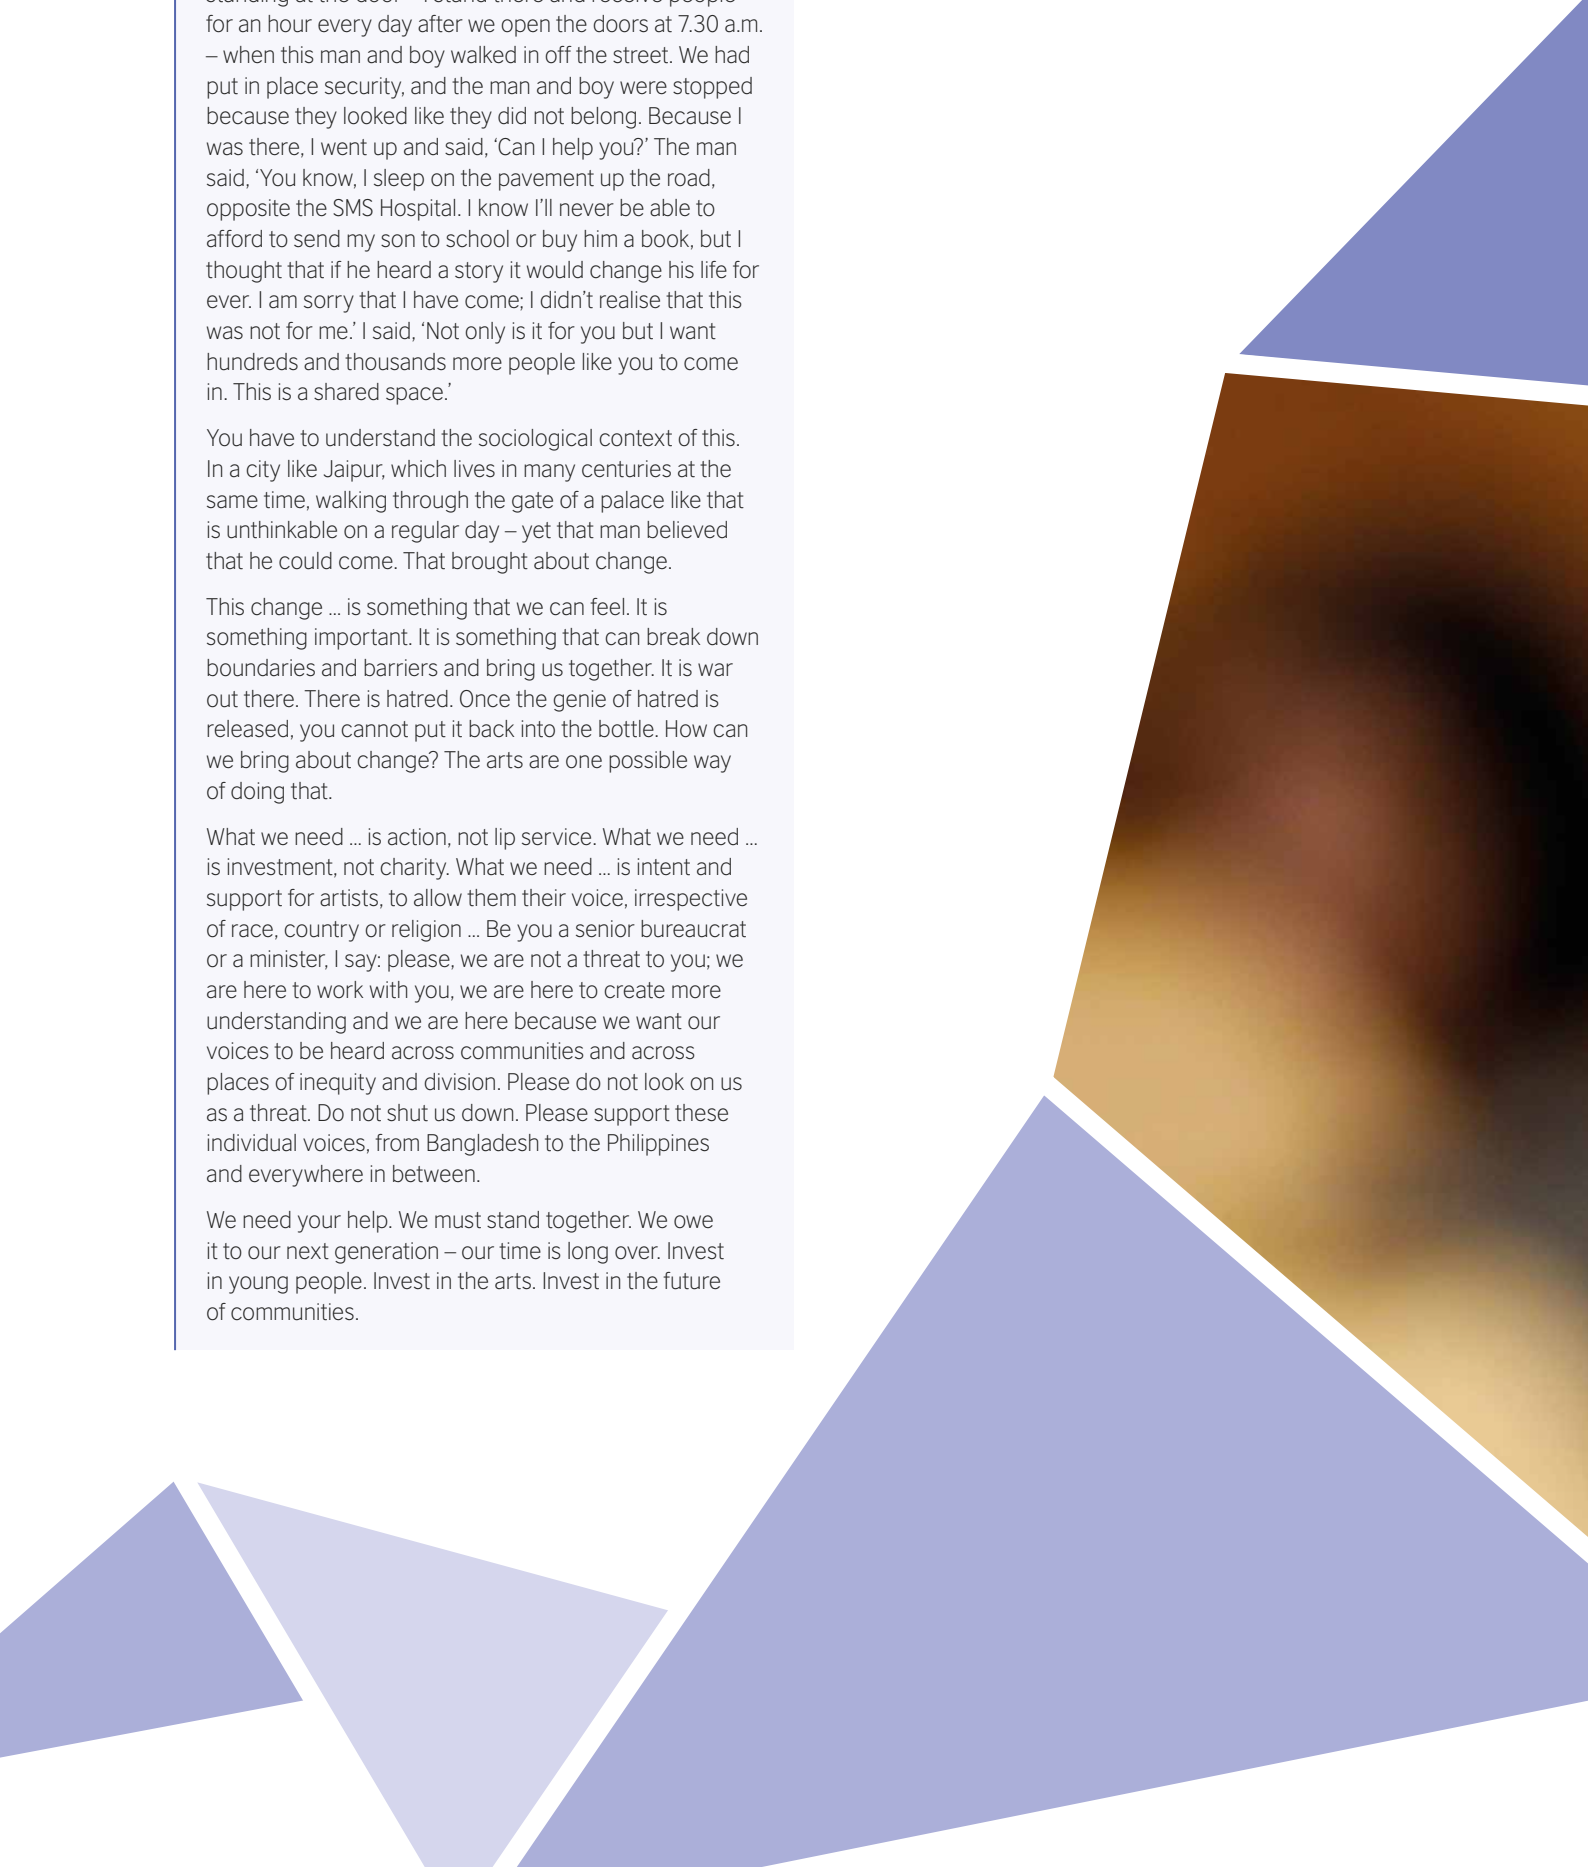 standing at the door – I stand there and receive people
for an hour every day after we open the doors at 7.30 a.m.
– when this man and boy walked in off the street. We had
put in place security, and the man and boy were stopped
because they looked like they did not belong. Because I
was there, I went up and said, ‘Can I help you?’ The man
said, ‘You know, I sleep on the pavement up the road,
opposite the SMS Hospital. I know I’ll never be able to
afford to send my son to school or buy him a book, but I
thought that if he heard a story it would change his life for
ever. I am sorry that I have come; I didn’t realise that this
was not for me.’ I said, ‘Not only is it for you but I want
hundreds and thousands more people like you to come
in. This is a shared space.’
You have to understand the sociological context of this.
In a city like Jaipur, which lives in many centuries at the
same time, walking through the gate of a palace like that
is unthinkable on a regular day – yet that man believed
that he could come. That brought about change.
This change ... is something that we can feel. It is
something important. It is something that can break down
boundaries and barriers and bring us together. It is war
out there. There is hatred. Once the genie of hatred is
released, you cannot put it back into the bottle. How can
we bring about change? The arts are one possible way
of doing that.
What we need ... is action, not lip service. What we need ...
is investment, not charity. What we need ... is intent and
support for artists, to allow them their voice, irrespective
of race, country or religion ... Be you a senior bureaucrat
or a minister, I say: please, we are not a threat to you; we
are here to work with you, we are here to create more
understanding and we are here because we want our
voices to be heard across communities and across
places of inequity and division. Please do not look on us
as a threat. Do not shut us down. Please support these
individual voices, from Bangladesh to the Philippines
and everywhere in between.
We need your help. We must stand together. We owe
it to our next generation – our time is long over. Invest
in young people. Invest in the arts. Invest in the future
of communities.